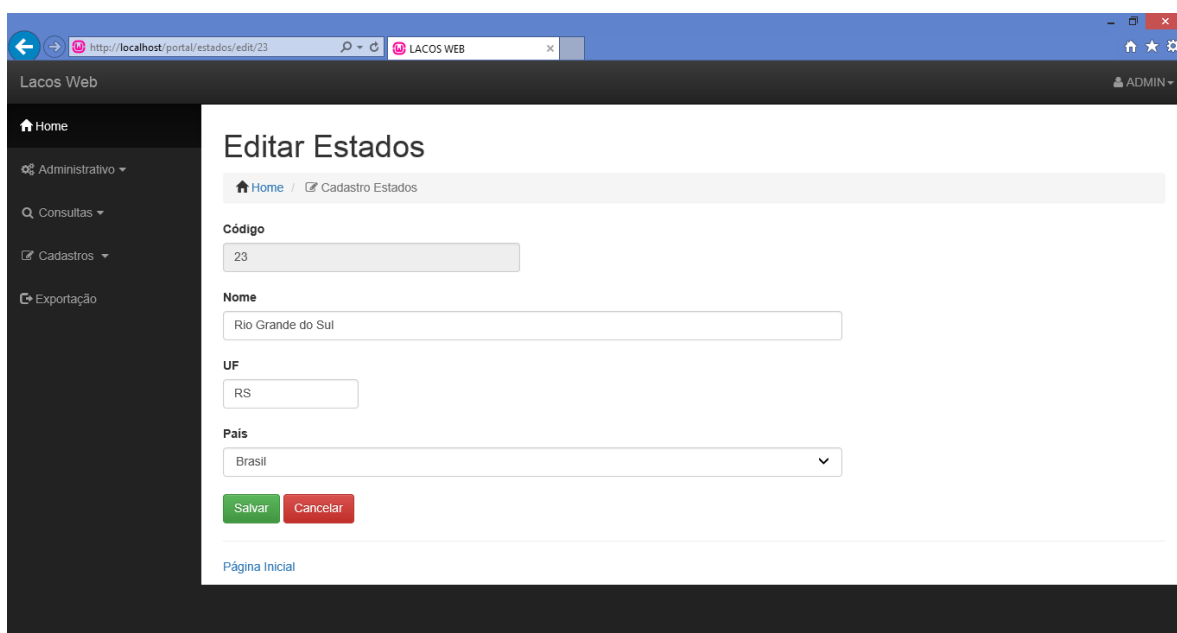 http://localhost/portal/estados/edit/23
LACOS WEB
Lacos Web
ADMIN
Home
Administrativo
Consultas
Cadastros
Exportação
Editar Estados
Home / Cadastro Estados
Código
23
Nome
Rio Grande do Sul
UF
RS
País
Brasil
Salvar Cancelar
Página Inicial